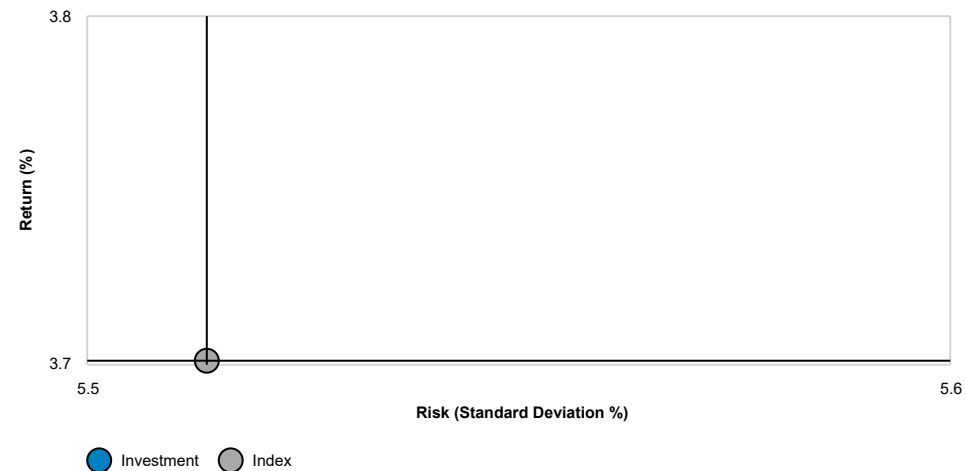 3.8
Return (%)
3.7
5.5 5.6
Risk (Standard Deviation %)
Investment Index